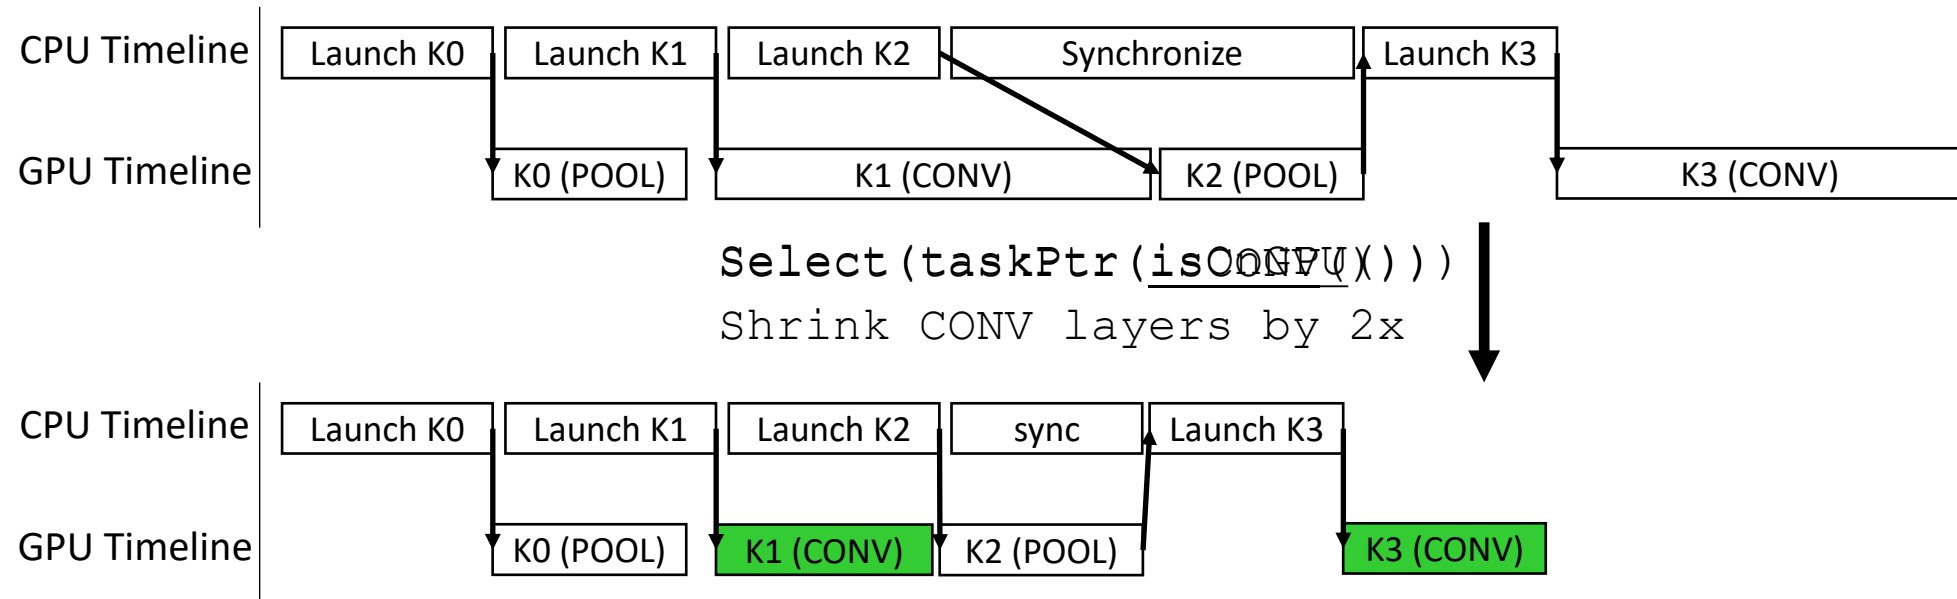 CPU Timeline Launch K0 Launch K1 Launch K2 Synchronize Launch K3
GPU Timeline K0 (POOL) K1 (CONV) K2 (POOL) K3 (CONV)
Select(taskPtr(is
Shrink CONV layers by 2x
CPU Timeline Launch K0 Launch K1 Launch K2 sync Launch K3
GPU Timeline K0 (POOL) K1 (CONV) K2 (POOL) K3 (CONV)